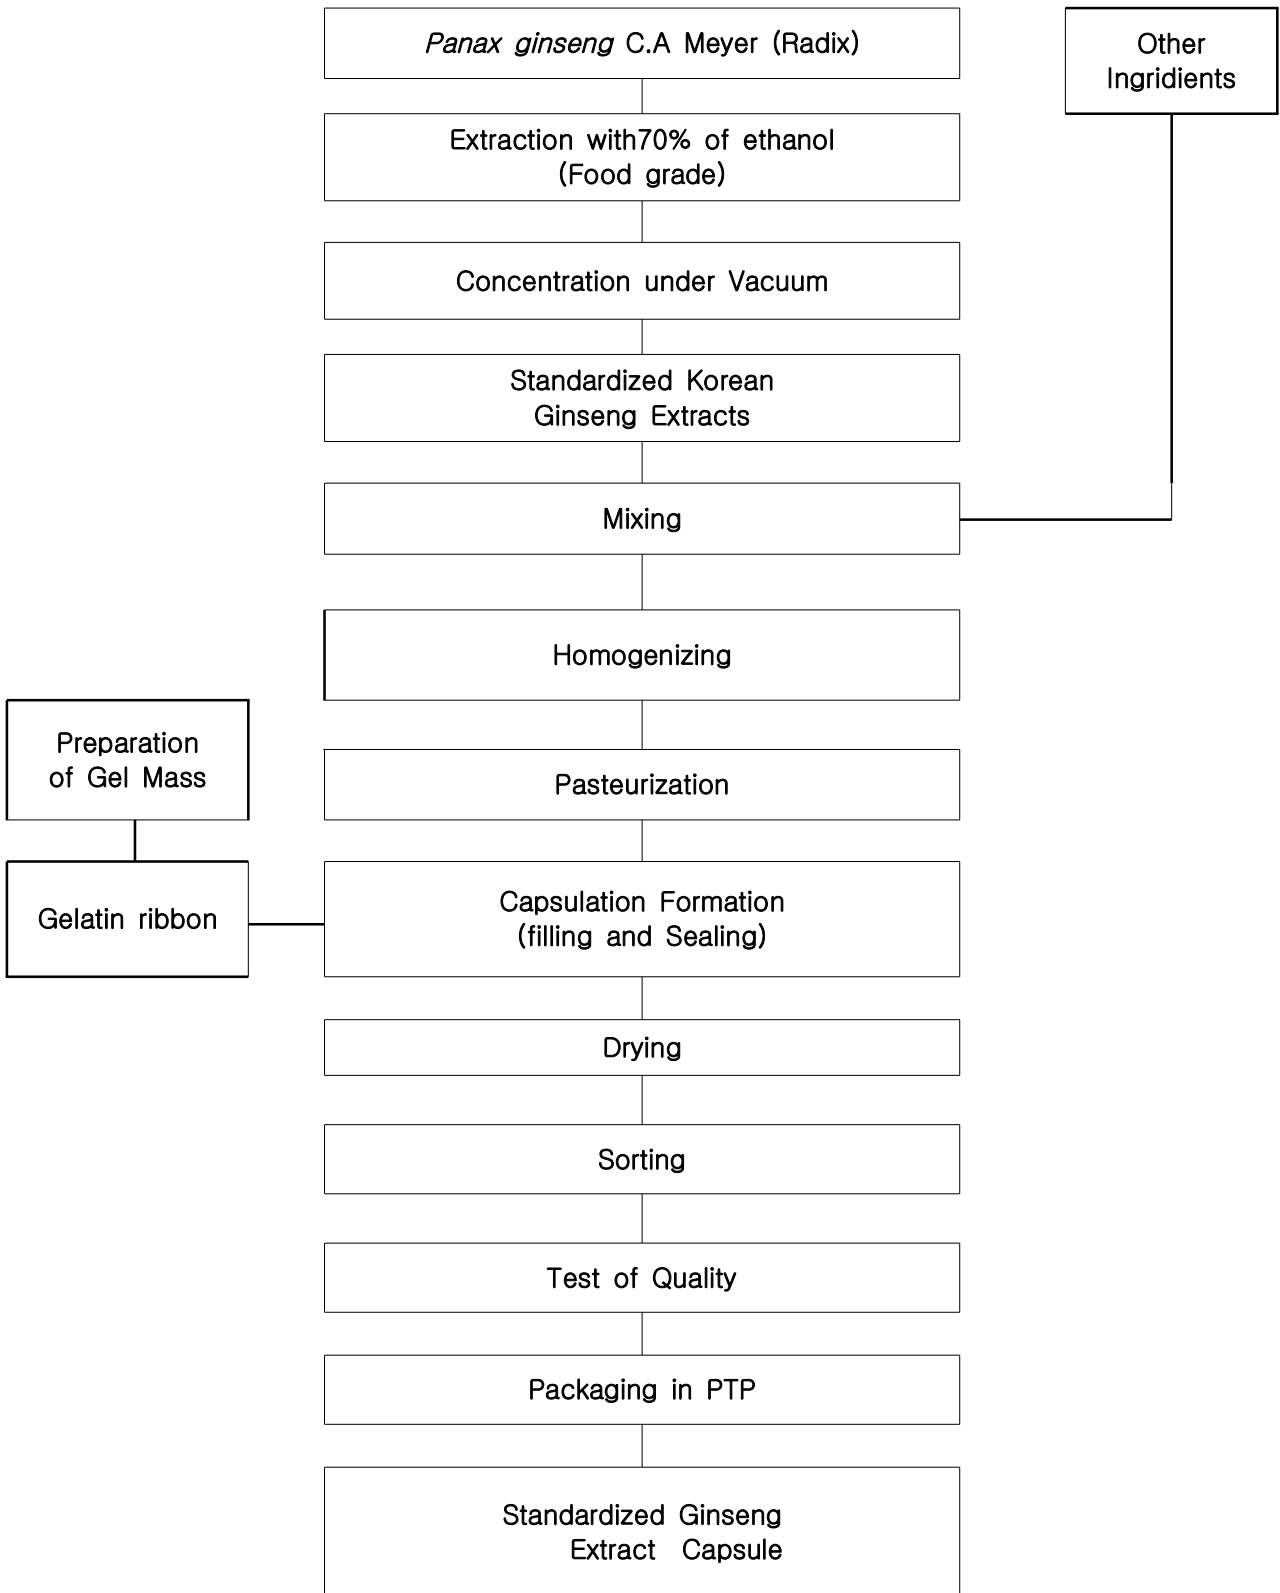 Panax ginseng C.A Meyer (Radix)
Other
Ingridients
Extraction with70% of ethanol
(Food grade)
Concentration under Vacuum
Standardized Korean
Ginseng Extracts
Mixing
Homogenizing
Preparation
of Gel Mass
Pasteurization
Gelatin ribbon
Capsulation Formation
(filling and Sealing)
Drying
Sorting
Test of Quality
Packaging in PTP
Standardized Ginseng
Extract Capsule